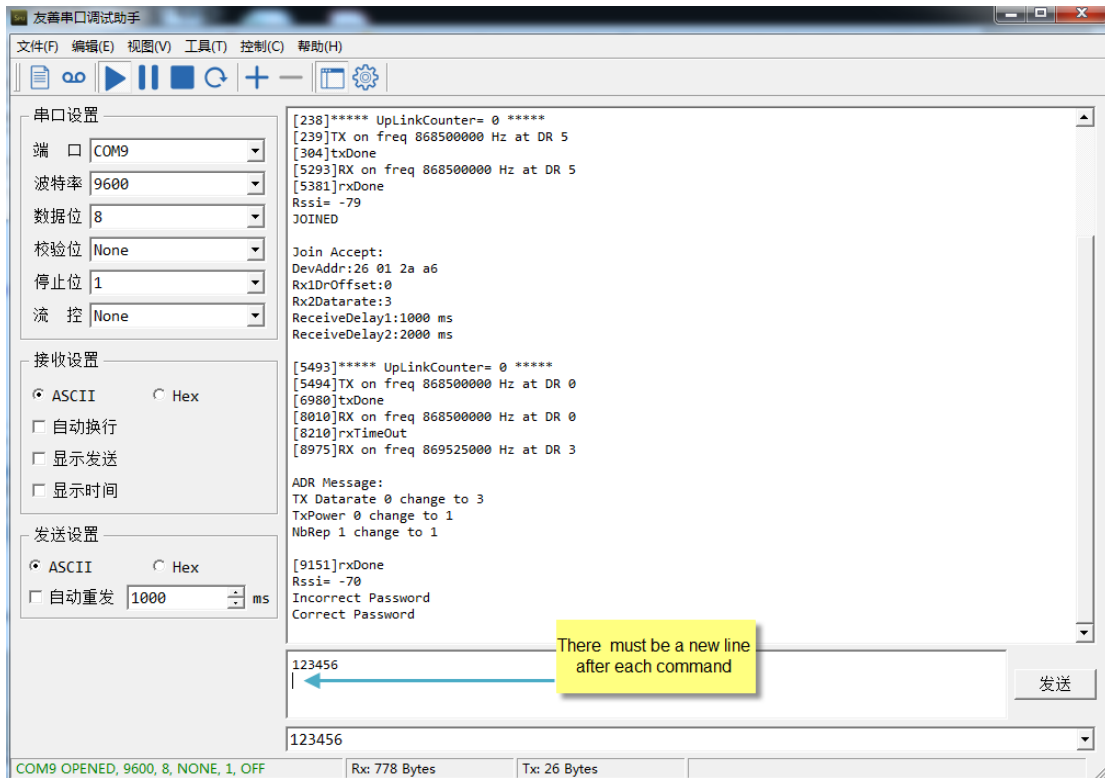 友善串口调试助手
文件(F) 编辑(E) 视图(V) 工具(T) 控制(C) 帮助(H)
串口设置
端 口 COM9
波特率 9600
数据位 8
校验位 None
停止位 1
流 控 None
接收设置
ASCII Hex
自动换行
显示发送
显示时间
发送设置
ASCII Hex
自动重发 1000 ms
[238]***** UpLinkCounter= 0 *****
[239]TX on freq 868500000 Hz at DR 5
[304]txDone
[5293]RX on freq 868500000 Hz at DR 5
[5381]rxDone
Rssi= -79
JOINED
Join Accept:
DevAddr:26 01 2a a6
Rx1DrOffset:0
Rx2Datarate:3
ReceiveDelay1:1000 ms
ReceiveDelay2:2000 ms
[5493]***** UpLinkCounter= 0 *****
[5494]TX on freq 868500000 Hz at DR 0
[6980]txDone
[8010]RX on freq 868500000 Hz at DR 0
[8210]rxTimeOut
[8975]RX on freq 869525000 Hz at DR 3
ADR Message:
TX Datarate 0 change to 3
TxPower 0 change to 1
NbRep 1 change to 1
[9151]rxDone
Rssi= -70
Incorrect Password
Correct Password
There must be a new line
after each command
123456
发送
123456
COM9 OPENED, 9600, 8, NONE, 1, OFF Rx: 778 Bytes Tx: 26 Bytes